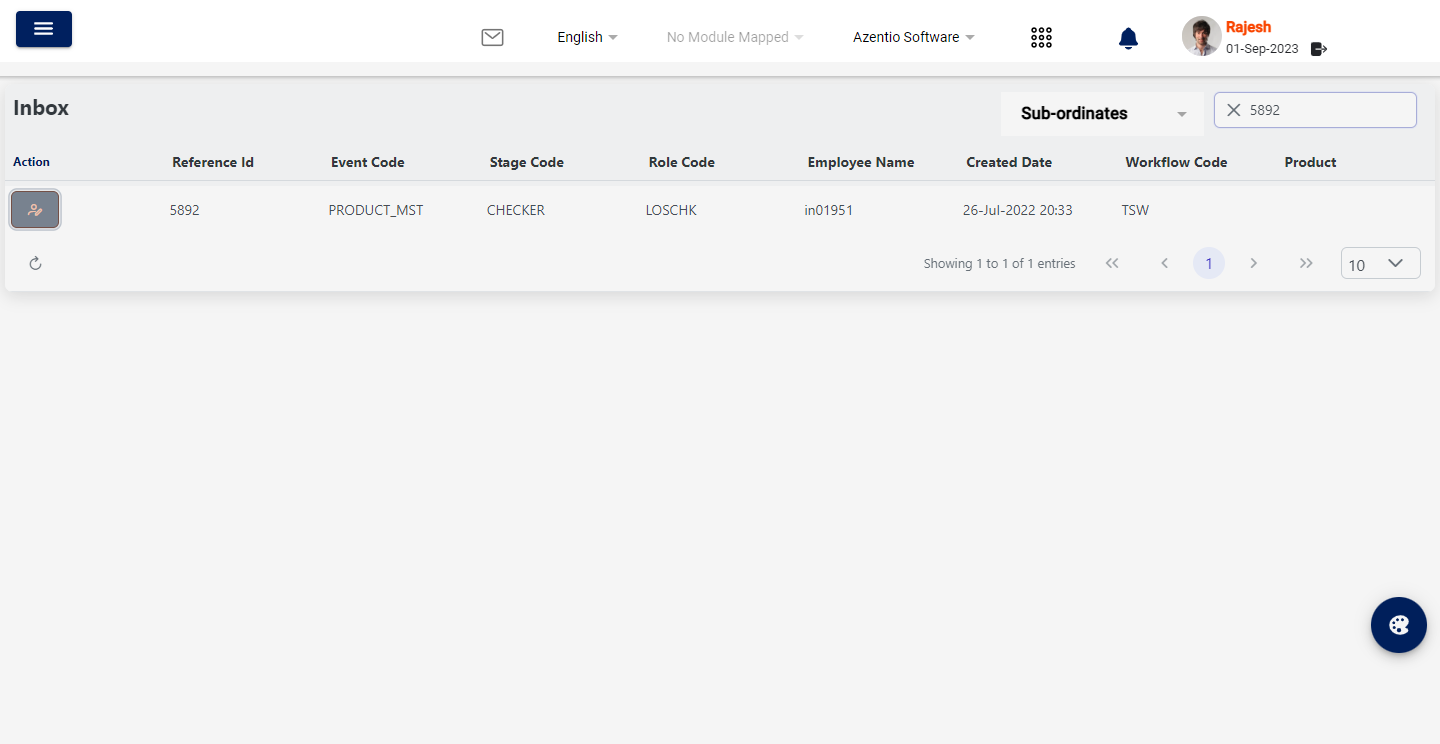 English No Module Mapped Azentio Software Rajesh
01-Sep-2023
Inbox Sub-ordinates 5892
Action Reference Id Event Code Stage Code Role Code Employee Name Created Date Workflow Code Product
5892 PRODUCT_MST CHECKER LOSCHK in01951 26-Jul-2022 20:33 TSW
Showing 1 to 1 of 1 entries 1 10